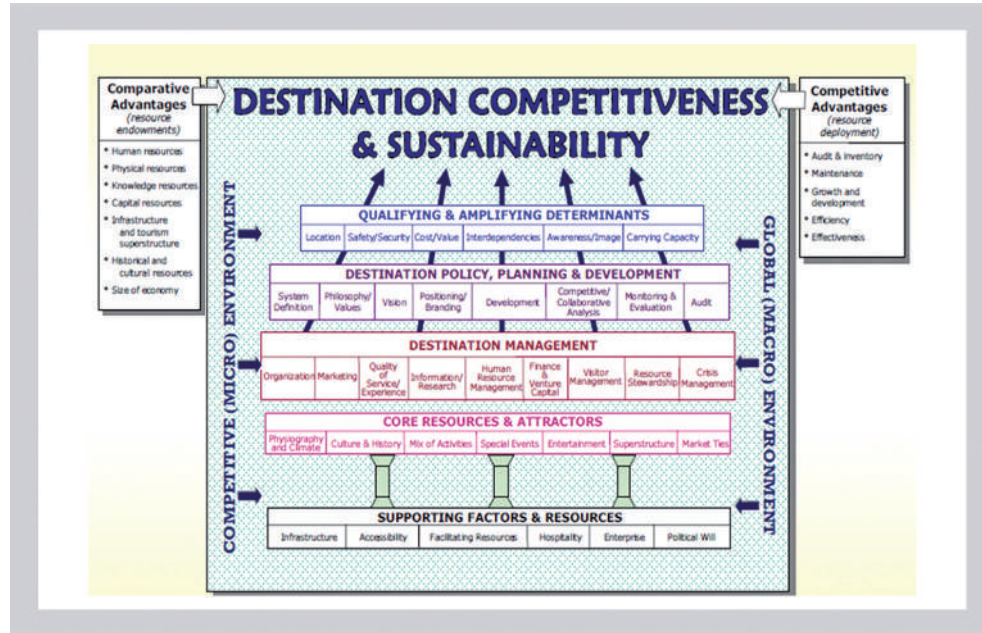 Comparative
Advantages
(resource
endowments)
* Human resources
* Physical resources
* Knowledge resources
* Capital resources
* Infrastructure
and tourism
superstructure
* Historical and
cultural resources
* Size of economy
DESTINATION COMPETITIVENESS
& SUSTAINABILITY
Competitive
Advantages
(resource
deployment)
* Audit & inventory
* Maintenance
* Growth and
development
* Efficiency
* Effectiveness
COMPETITIVE (MICRO) ENVIRONMENT
GLOBAL (MACRO) ENVIRONMENT
QUALIFYING & AMPLIFYING DETERMINANTS
Location Safety/Security Cost/Value Interdependencies Awareness/Image Carrying Capacity
DESTINATION POLICY, PLANNING & DEVELOPMENT
System
Definition
Philosophy/
Values
Vision
Positioning/
Branding
Development
Competitive/
Collaborative
Analysis
Monitoring &
Evaluation
Audit
DESTINATION MANAGEMENT
Organization
Marketing
Quality
of
Service/
Experience
Information/
Research
Human
Resource
Management
Finance
&
Venture
Capital
Visitor
Management
Resource
Stewardship
Crisis
Management
CORE RESOURCES & ATTRACTORS
Physiography
and Climate
Culture & History
Mix of Activities
Special Events
Entertainment
Superstructure
Market Ties
SUPPORTING FACTORS & RESOURCES
Infrastructure Accessibility Facilitating Resources Hospitality Enterprise Political Will